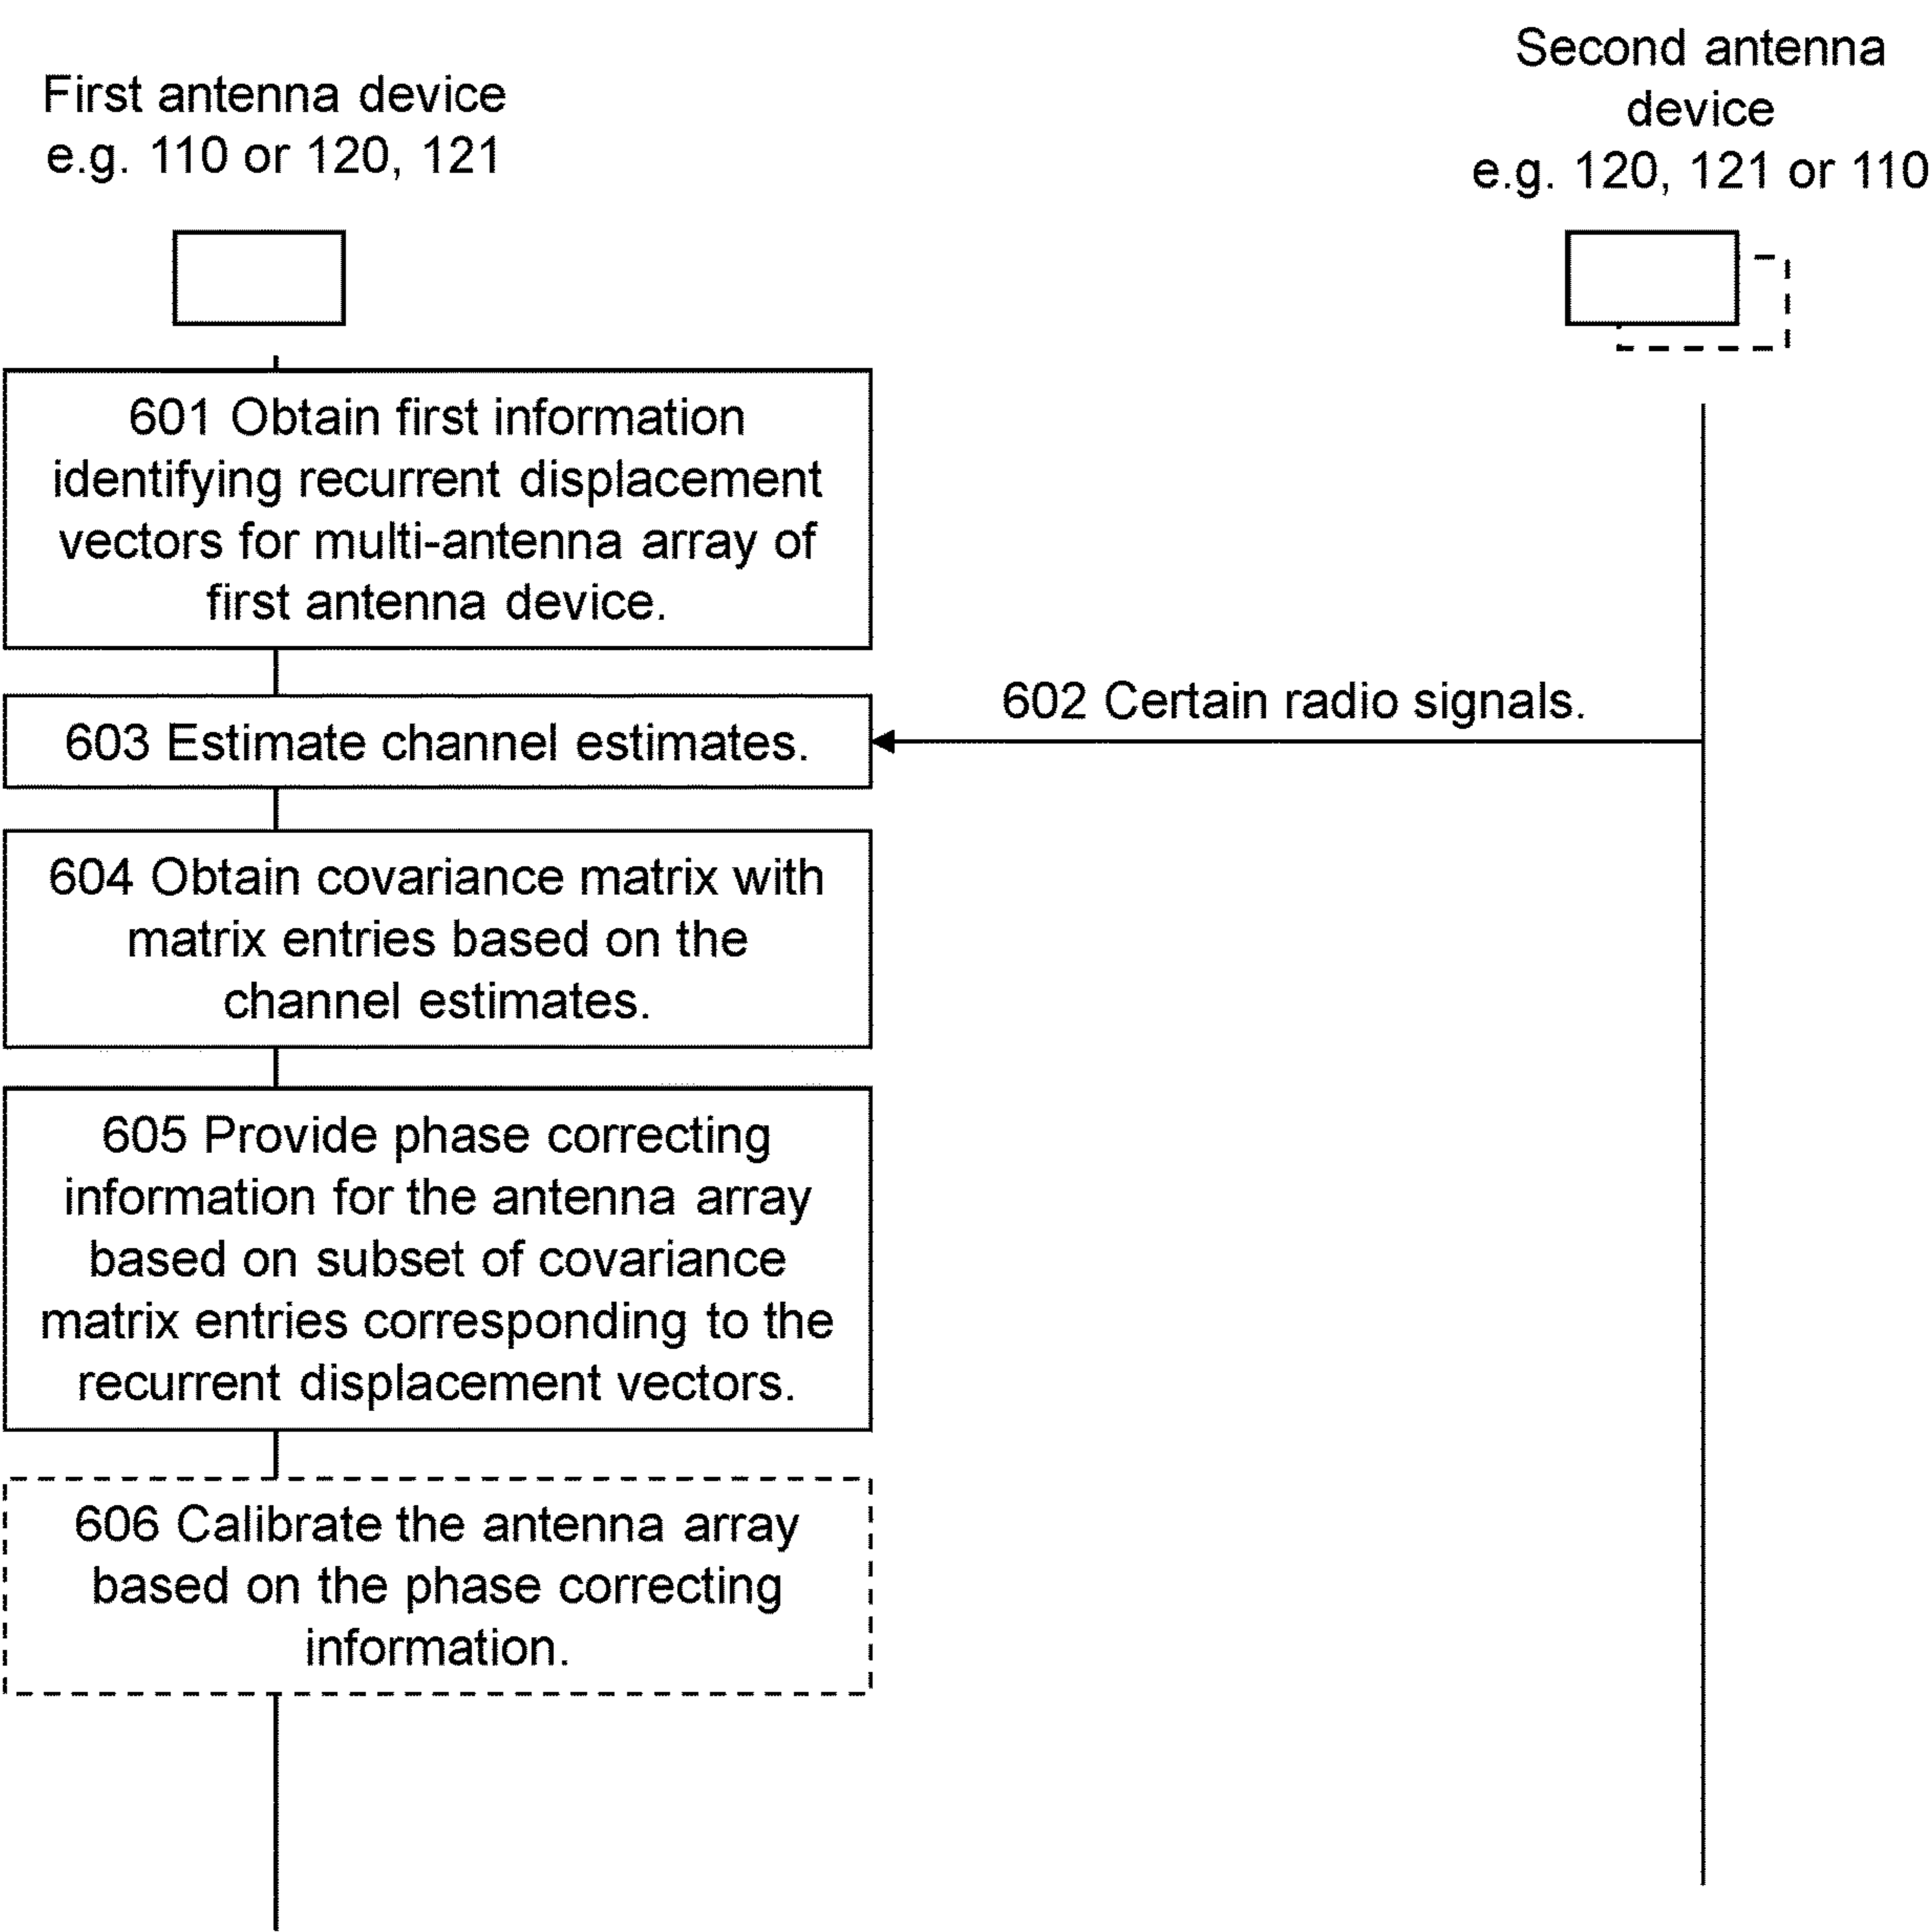 First antenna device
e.g. 110 or 120, 121
Second antenna
device
e.g. 120, 121 or 110
601 Obtain first information
identifying recurrent displacement
vectors for multi-antenna array of
first antenna device.
602 Certain radio signals.
603 Estimate channel estimates.
604 Obtain covariance matrix with
matrix entries based on the
channel estimates.
605 Provide phase correcting
information for the antenna array
based on subset of covariance
matrix entries corresponding to the
recurrent displacement vectors.
606 Calibrate the antenna array
based on the phase correcting
information.